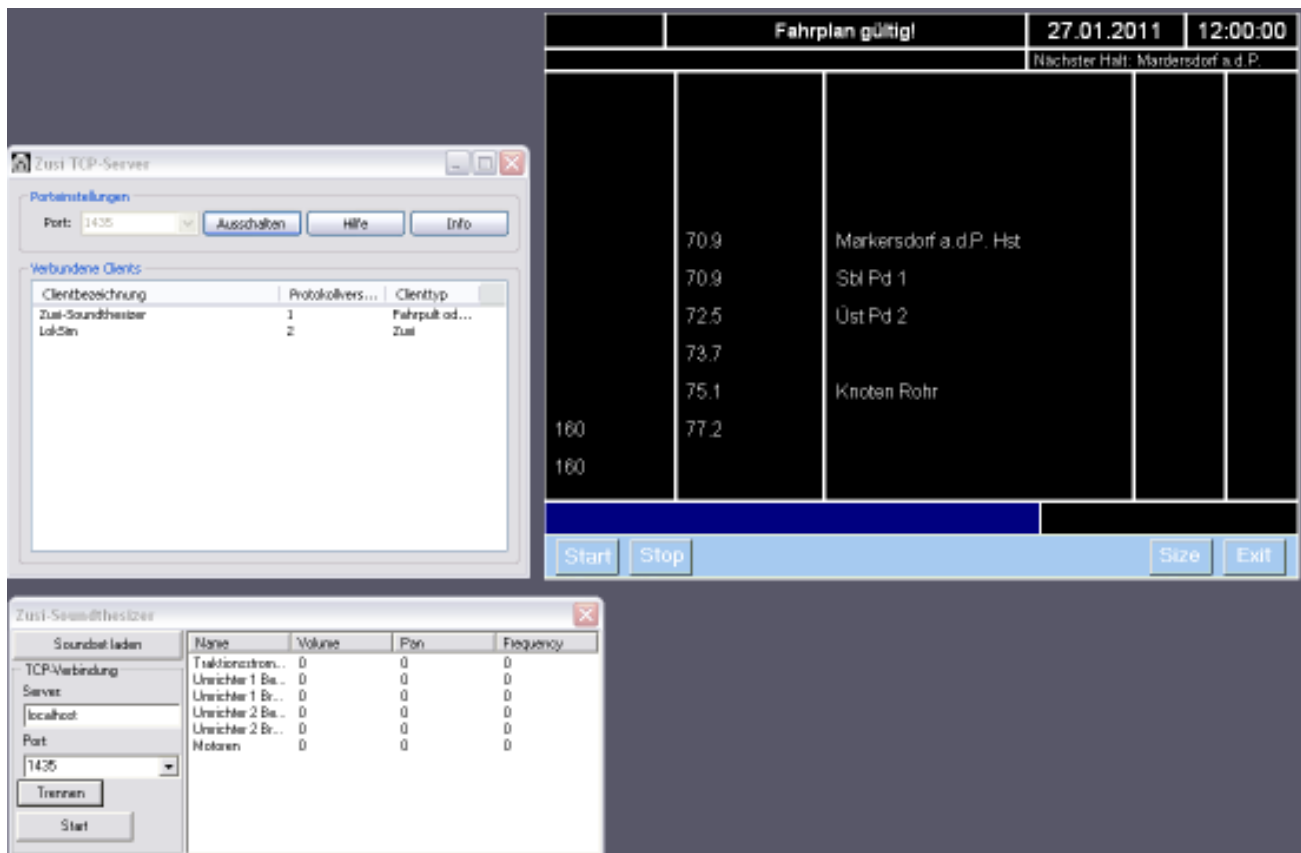 Fahrplan gültig!
27.01.2011
12:00:00
Nächster Halt: Mardersdorf a.d.P.
70.9 Markersdorf a.d.P. Hst
70.9 Sbl Pd 1
72.5 Üst Pd 2
73.7
75.1 Knoten Rohr
160 77.2
160
Start Stop Size Exit
Zusi TCP-Server
Porteinstellungen
Port: 1435 Ausschalten Hilfe Info
Verbundene Clients
Clientbezeichnung Protokollvers... Clienttyp
Zusi-Soundthesizer 1 Fahrpult od...
LokSim 2 Zusi
Zusi-Soundthesizer
Soundset laden
TCP-Verbindung
Server:
localhost
Port
1435
Trennen
Start
Name Volume Pan Frequency
Traktionsstrom... 0 0 0
Umrichter 1 Be... 0 0 0
Umrichter 1 Br... 0 0 0
Umrichter 2 Be... 0 0 0
Umrichter 2 Br... 0 0 0
Motoren 0 0 0